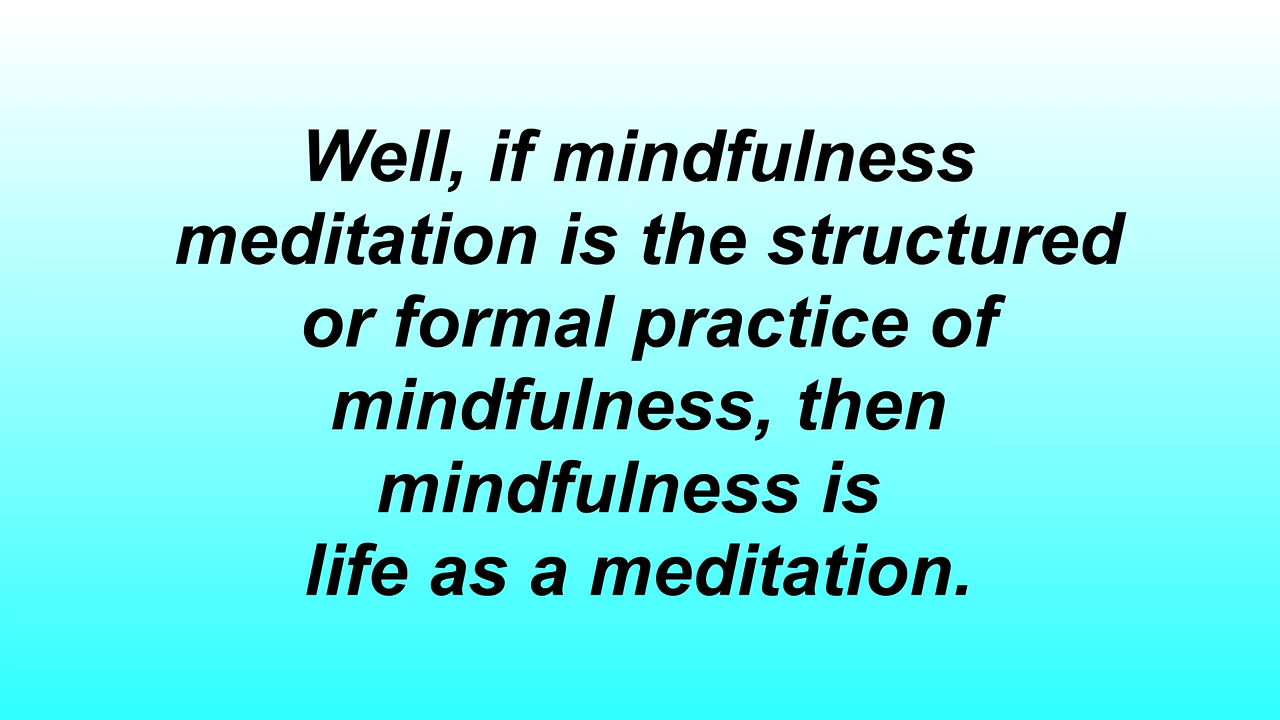 Well, if mindfulness
meditation is the structured
or formal practice of
mindfulness, then
mindfulness is
life as a meditation.